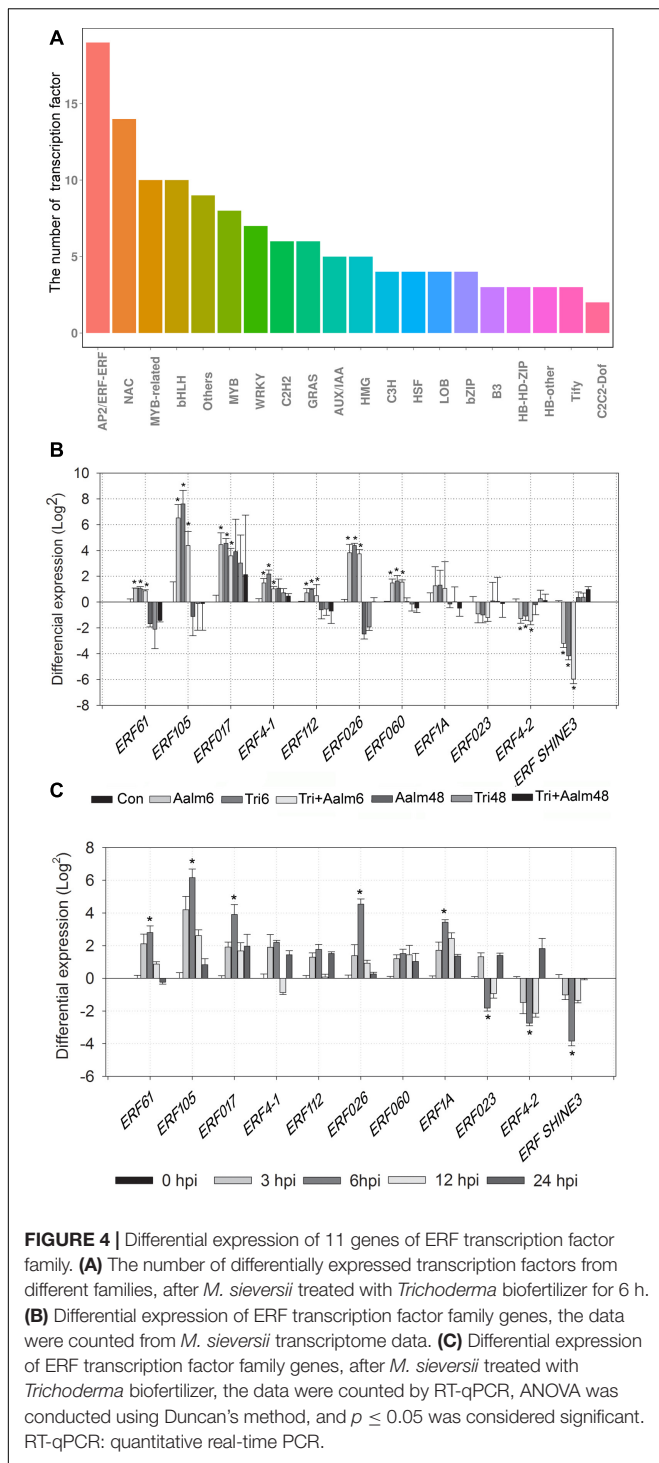 A
The number of transcription factor
15
10
5
0
AP2/ERF-ERF
NAC
MYB-related
bHLH
Others
MYB
WRKY
C2H2
GRAS
AUX/IAA
HMG
C3H
HSF
LOB
bZIP
B3
HB-HD-ZIP
HB-other
Tify
C2C2-Dof
B
Differencial expression (Log²)
10
8
6
4
2
0
-2
-4
-6
-8
ERF61
ERF105
ERF017
ERF4-1
ERF112
ERF026
ERF060
ERF1A
ERF023
ERF4-2
ERF SHINE3
Con Aalm6 Tri6 Tri+Aalm6 Aalm48 Tri48 Tri+Aalm48
C
Differential expression (Log²)
8
6
4
2
0
-2
-4
-6
ERF61
ERF105
ERF017
ERF4-1
ERF112
ERF026
ERF060
ERF1A
ERF023
ERF4-2
ERF SHINE3
0 hpi 3 hpi 6hpi 12 hpi 24 hpi
FIGURE 4 | Differential expression of 11 genes of ERF transcription factor
family. (A) The number of differentially expressed transcription factors from
different families, after M. sieversii treated with Trichoderma biofertilizer for 6 h.
(B) Differential expression of ERF transcription factor family genes, the data
were counted from M. sieversii transcriptome data. (C) Differential expression
of ERF transcription factor family genes, after M. sieversii treated with
Trichoderma biofertilizer, the data were counted by RT-qPCR, ANOVA was
conducted using Duncan's method, and p ≤ 0.05 was considered significant.
RT-qPCR: quantitative real-time PCR.